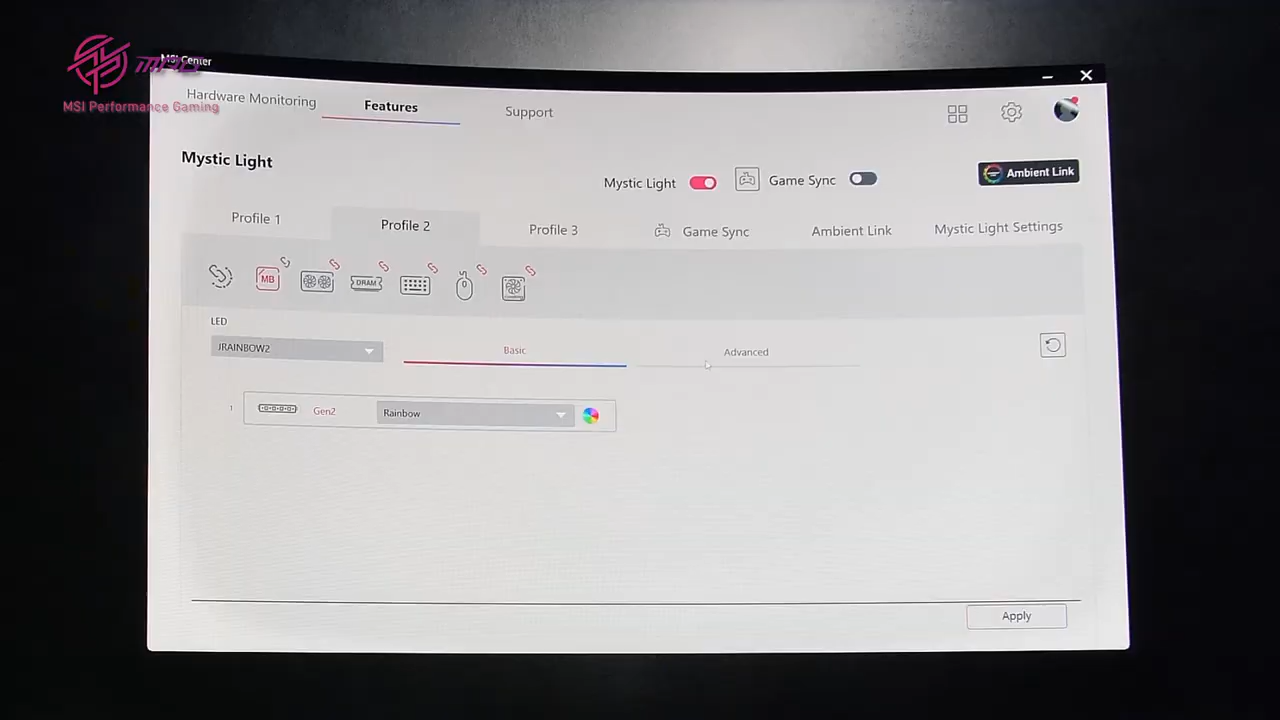 MSI Center
MSI Performance Gaming
Hardware Monitoring
Features
Support
Mystic Light
Mystic Light
Game Sync
Ambient Link
Profile 1
Profile 2
Profile 3
Game Sync
Ambient Link
Mystic Light Settings
MB
DRAM
LED
JRAINBOW2
Basic
Advanced
1
Gen2
Rainbow
Apply